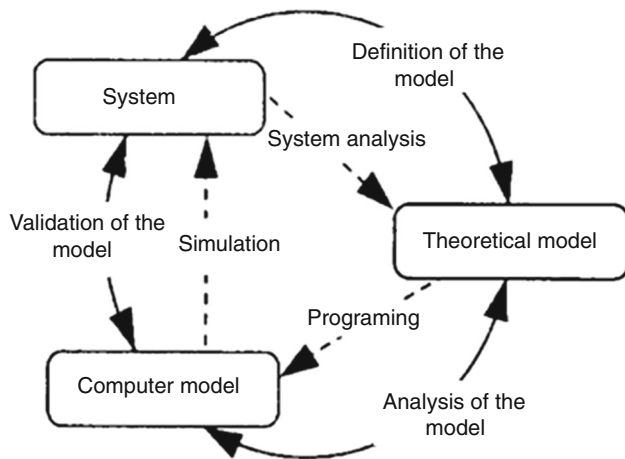 Definition of the
model
System
System analysis
Validation of the
model
Simulation
Theoretical model
Programing
Computer model
Analysis of the
model